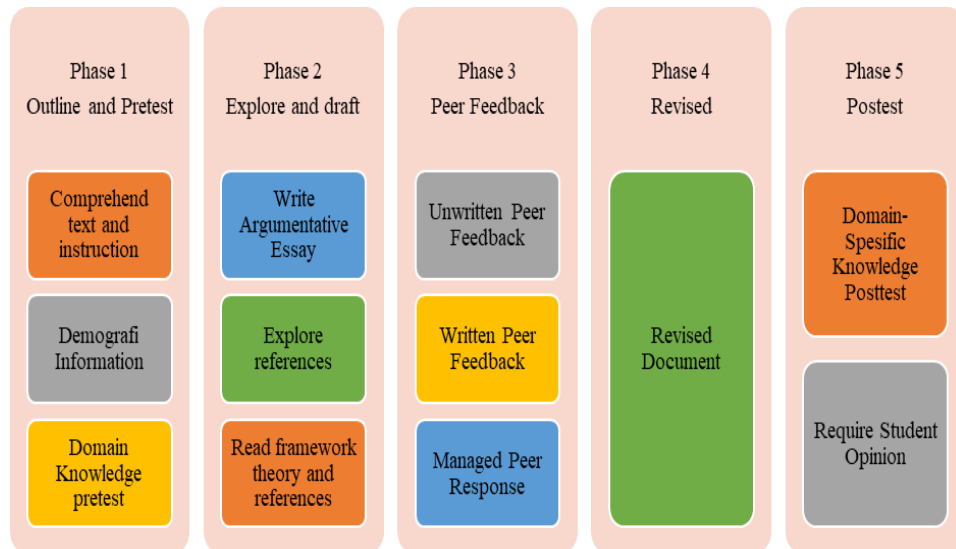 Phase 1
Outline and Pretest
Comprehend
text and
instruction
Demografi
Information
Domain
Knowledge
pretest
Phase 2
Explore and draft
Write
Argumentative
Essay
Explore
references
Read framework
theory and
references
Phase 3
Peer Feedback
Unwritten Peer
Feedback
Written Peer
Feedback
Managed Peer
Response
Phase 4
Revised
Revised
Document
Phase 5
Postest
Domain-
Spesific
Knowledge
Posttest
Require Student
Opinion